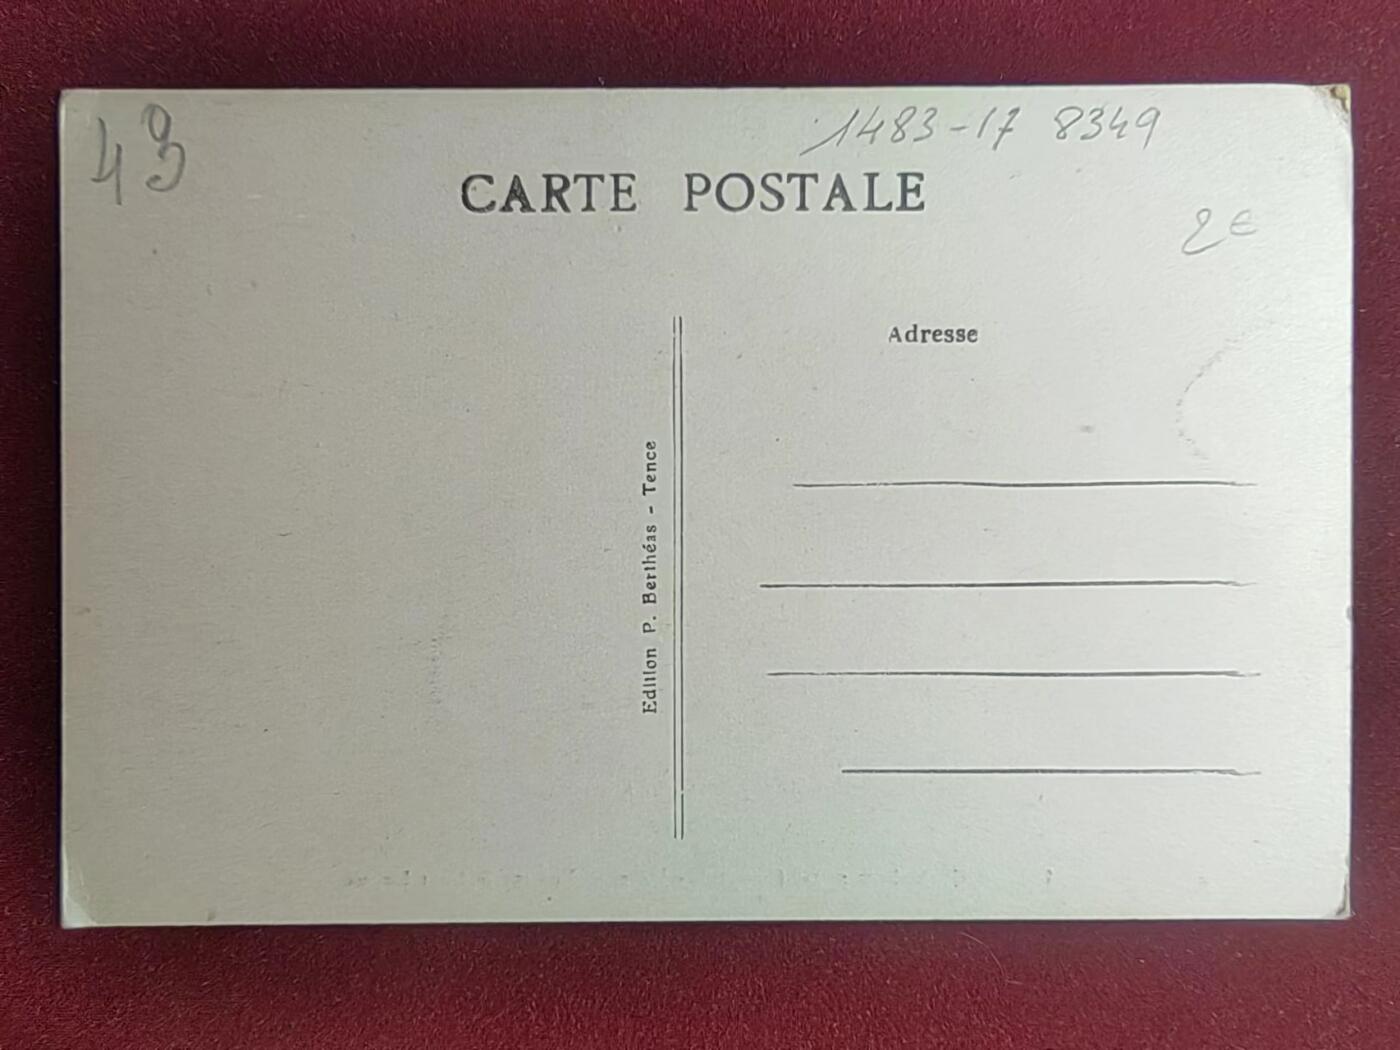 43
1483-17 8349
CARTE POSTALE
2€
Adresse
Edition P. Berthéas - Tence